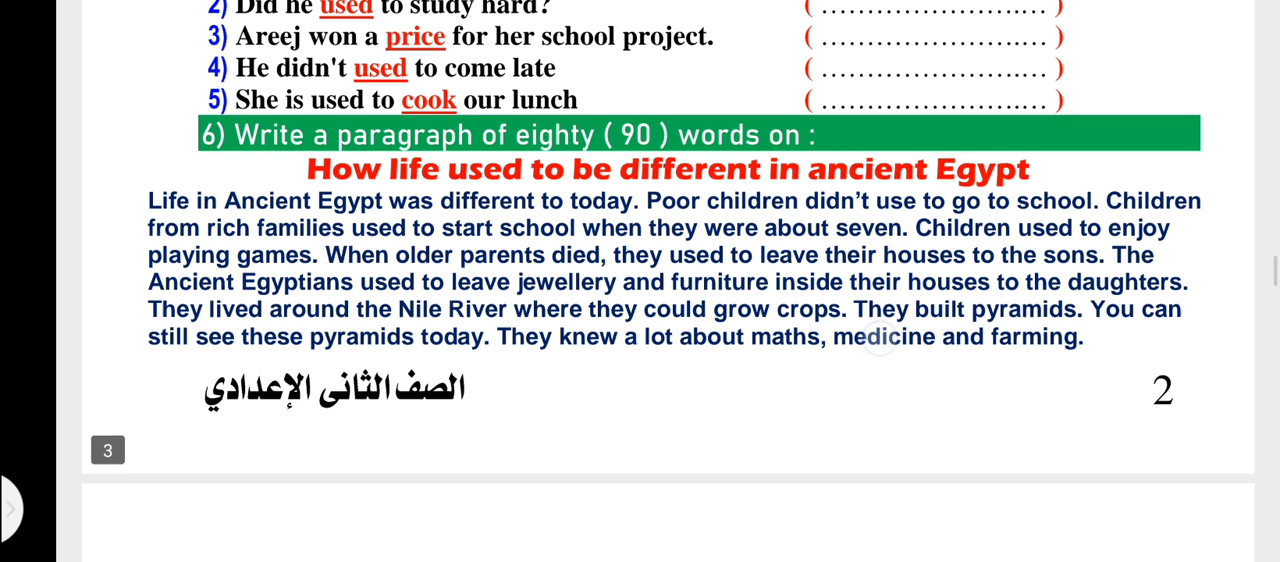 2) Did he used to study hard? ( ............................ )
3) Areej won a price for her school project. ( ............................ )
4) He didn't used to come late ( ............................ )
5) She is used to cook our lunch ( ............................ )
6) Write a paragraph of eighty ( 90 ) words on :
How life used to be different in ancient Egypt
Life in Ancient Egypt was different to today. Poor children didn’t use to go to school. Children
from rich families used to start school when they were about seven. Children used to enjoy
playing games. When older parents died, they used to leave their houses to the sons. The
Ancient Egyptians used to leave jewellery and furniture inside their houses to the daughters.
They lived around the Nile River where they could grow crops. They built pyramids. You can
still see these pyramids today. They knew a lot about maths, medicine and farming.
الصف الثانى الإعدادي 2
3